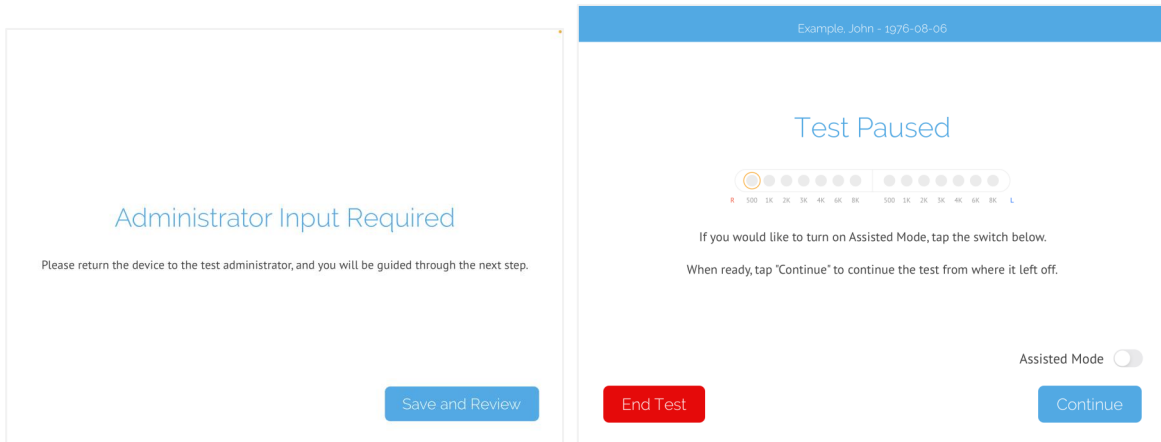 Administrator Input Required
Please return the device to the test administrator, and you will be guided through the next step.
Save and Review
Example, John - 1976-08-06
Test Paused
R 500 1K 2K 3K 4K 6K 8K 500 1K 2K 3K 4K 6K 8K L
If you would like to turn on Assisted Mode, tap the switch below.
When ready, tap "Continue" to continue the test from where it left off.
Assisted Mode
End Test
Continue